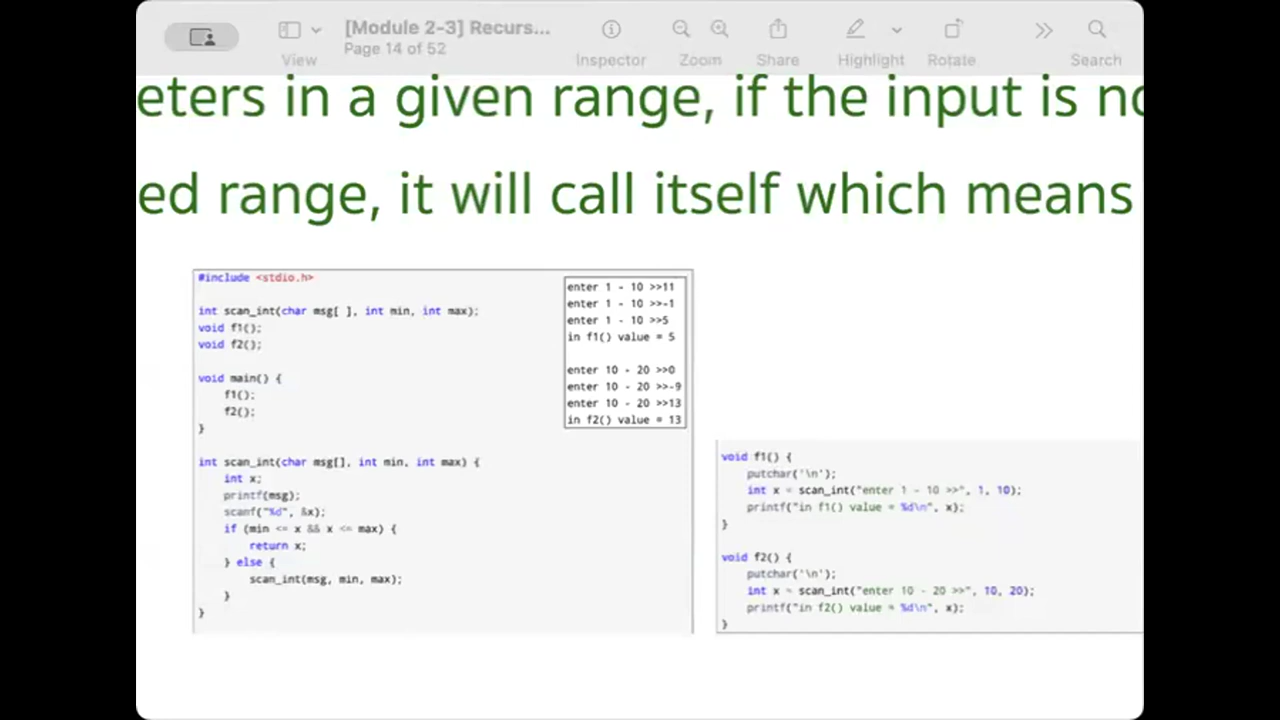 [Module 2-3] Recurs...
Page 14 of 52
View
Inspector
Zoom
Share
Highlight
Rotate
Search
eters in a given range, if the input is no
ed range, it will call itself which means
#include <stdio.h>
int scan_int(char msg[ ], int min, int max);
void f1();
void f2();
void main() {
f1();
f2();
}
int scan_int(char msg[], int min, int max) {
int x;
printf(msg);
scanf("%d", &x);
if (min <= x && x <= max) {
return x;
} else {
scan_int(msg, min, max);
}
}
enter 1 - 10 >>11
enter 1 - 10 >>-1
enter 1 - 10 >>5
in f1() value = 5
enter 10 - 20 >>0
enter 10 - 20 >>-9
enter 10 - 20 >>13
in f2() value = 13
void f1() {
putchar('\n');
int x = scan_int("enter 1 - 10 >>", 1, 10);
printf("in f1() value = %d\n", x);
}
void f2() {
putchar('\n');
int x = scan_int("enter 10 - 20 >>", 10, 20);
printf("in f2() value = %d\n", x);
}